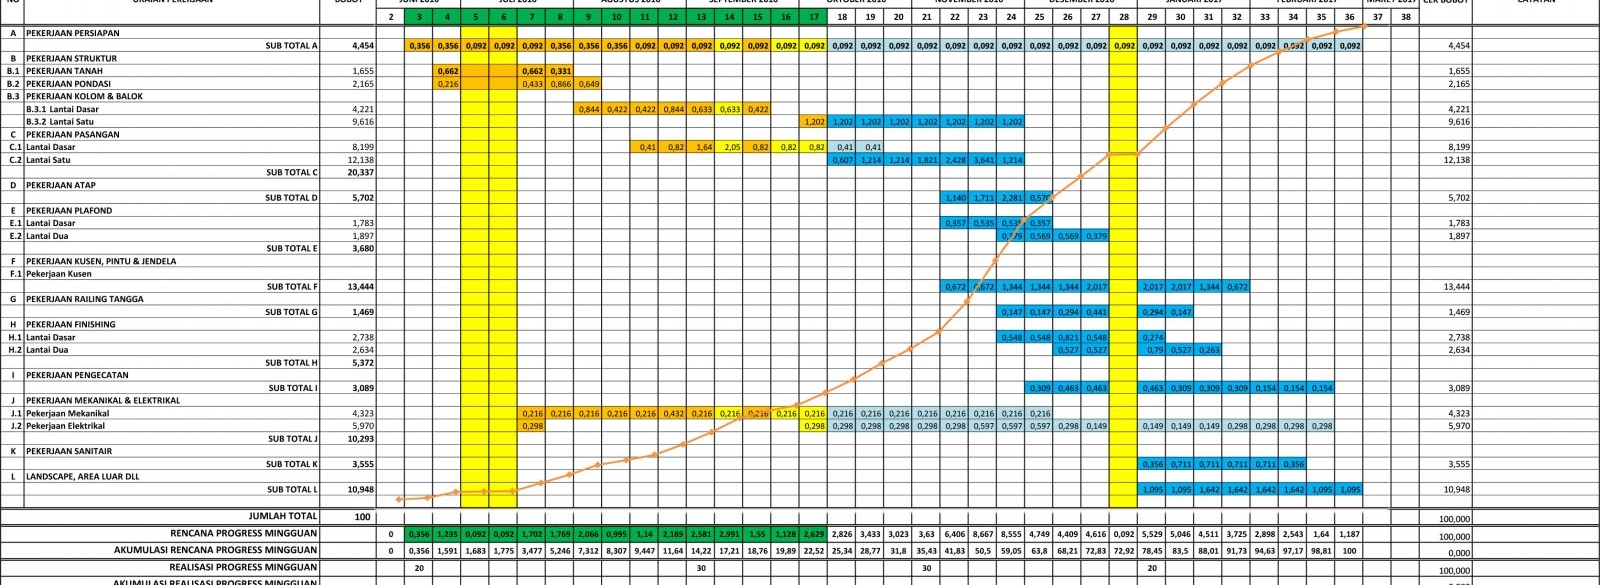 NO URAIAN PEKERJAAN BOBOT JUNI 2016 JULI 2016 AGUSTUS 2016 SEPTEMBER 2016 OKTOBER 2016 NOVEMBER 2016 DESEMBER 2016 JANUARI 2017 FEBRUARI 2017 MARET 2017 CEK BOBOT CATATAN
2 3 4 5 6 7 8 9 10 11 12 13 14 15 16 17 18 19 20 21 22 23 24 25 26 27 28 29 30 31 32 33 34 35 36 37 38
A PEKERJAAN PERSIAPAN
SUB TOTAL A 4,454 0,356 0,356 0,092 0,092 0,092 0,356 0,356 0,356 0,092 0,092 0,092 0,092 0,092 0,092 0,092 0,092 0,092 0,092 0,092 0,092 0,092 0,092 0,092 0,092 0,092 0,092 0,092 0,092 0,092 0,092 0,092 0,092 0,092 0,092 4,454
B PEKERJAAN STRUKTUR
B.1 PEKERJAAN TANAH 1,655 0,662 0,662 0,331 1,655
B.2 PEKERJAAN PONDASI 2,165 0,216 0,433 0,866 0,649 2,165
B.3 PEKERJAAN KOLOM & BALOK
B.3.1 Lantai Dasar 4,221 0,844 0,422 0,422 0,844 0,633 0,633 0,422 4,221
B.3.2 Lantai Satu 9,616 1,202 1,202 1,202 1,202 1,202 1,202 1,202 1,202 9,616
C PEKERJAAN PASANGAN
C.1 Lantai Dasar 8,199 0,41 0,82 1,64 2,05 0,82 0,82 0,82 0,41 0,41 8,199
C.2 Lantai Satu 12,138 0,607 1,214 1,214 1,821 2,428 3,641 1,214 12,138
SUB TOTAL C 20,337
D PEKERJAAN ATAP
SUB TOTAL D 5,702 1,140 1,711 2,281 0,570 5,702
E PEKERJAAN PLAFOND
E.1 Lantai Dasar 1,783 0,357 0,535 0,535 0,357 1,783
E.2 Lantai Dua 1,897 0,379 0,569 0,569 0,379 1,897
SUB TOTAL E 3,680
F PEKERJAAN KUSEN, PINTU & JENDELA
F.1 Pekerjaan Kusen
SUB TOTAL F 13,444 0,672 0,672 1,344 1,344 1,344 2,017 2,017 2,017 1,344 0,672 13,444
G PEKERJAAN RAILING TANGGA
SUB TOTAL G 1,469 0,147 0,147 0,294 0,441 0,294 0,147 1,469
H PEKERJAAN FINISHING
H.1 Lantai Dasar 2,738 0,548 0,548 0,821 0,548 0,274 2,738
H.2 Lantai Dua 2,634 0,527 0,527 0,79 0,527 0,263 2,634
SUB TOTAL H 5,372
I PEKERJAAN PENGECATAN
SUB TOTAL I 3,089 0,309 0,463 0,463 0,463 0,309 0,309 0,309 0,154 0,154 0,154 3,089
J PEKERJAAN MEKANIKAL & ELEKTRIKAL
J.1 Pekerjaan Mekanikal 4,323 0,216 0,216 0,216 0,216 0,216 0,432 0,216 0,216 0,216 0,216 0,216 0,216 0,216 0,216 0,216 0,216 0,216 0,216 0,216 4,323
J.2 Pekerjaan Elektrikal 5,970 0,298 0,298 0,298 0,298 0,298 0,298 0,298 0,597 0,597 0,597 0,298 0,149 0,149 0,149 0,298 0,298 0,298 0,298 0,298 5,970
SUB TOTAL J 10,293
K PEKERJAAN SANITAIR
SUB TOTAL K 3,555 0,356 0,711 0,711 0,711 0,711 0,356 3,555
L LANDSCAPE, AREA LUAR DLL
SUB TOTAL L 10,948 1,095 1,095 1,642 1,642 1,642 1,642 1,095 1,095 10,948
JUMLAH TOTAL 100 100,000
RENCANA PROGRESS MINGGUAN 0 0,356 1,235 0,092 0,092 1,702 1,769 2,066 0,995 1,14 2,189 2,581 2,991 1,55 1,128 2,629 2,826 3,433 3,023 3,63 6,406 8,667 8,555 4,749 4,409 4,616 0,092 5,529 5,046 4,511 3,725 2,898 2,543 1,64 1,187 100,000
AKUMULASI RENCANA PROGRESS MINGGUAN 0 0,356 1,591 1,683 1,775 3,477 5,246 7,312 8,307 9,447 11,64 14,22 17,21 18,76 19,89 22,52 25,34 28,77 31,8 35,43 41,83 50,5 59,05 63,8 68,21 72,83 72,92 78,45 83,5 88,01 91,73 94,63 97,17 98,81 100 0,000
REALISASI PROGRESS MINGGUAN 20 30 30 20 100,000
AKUMULASI REALISASI PROGRESS MINGGUAN 0,000